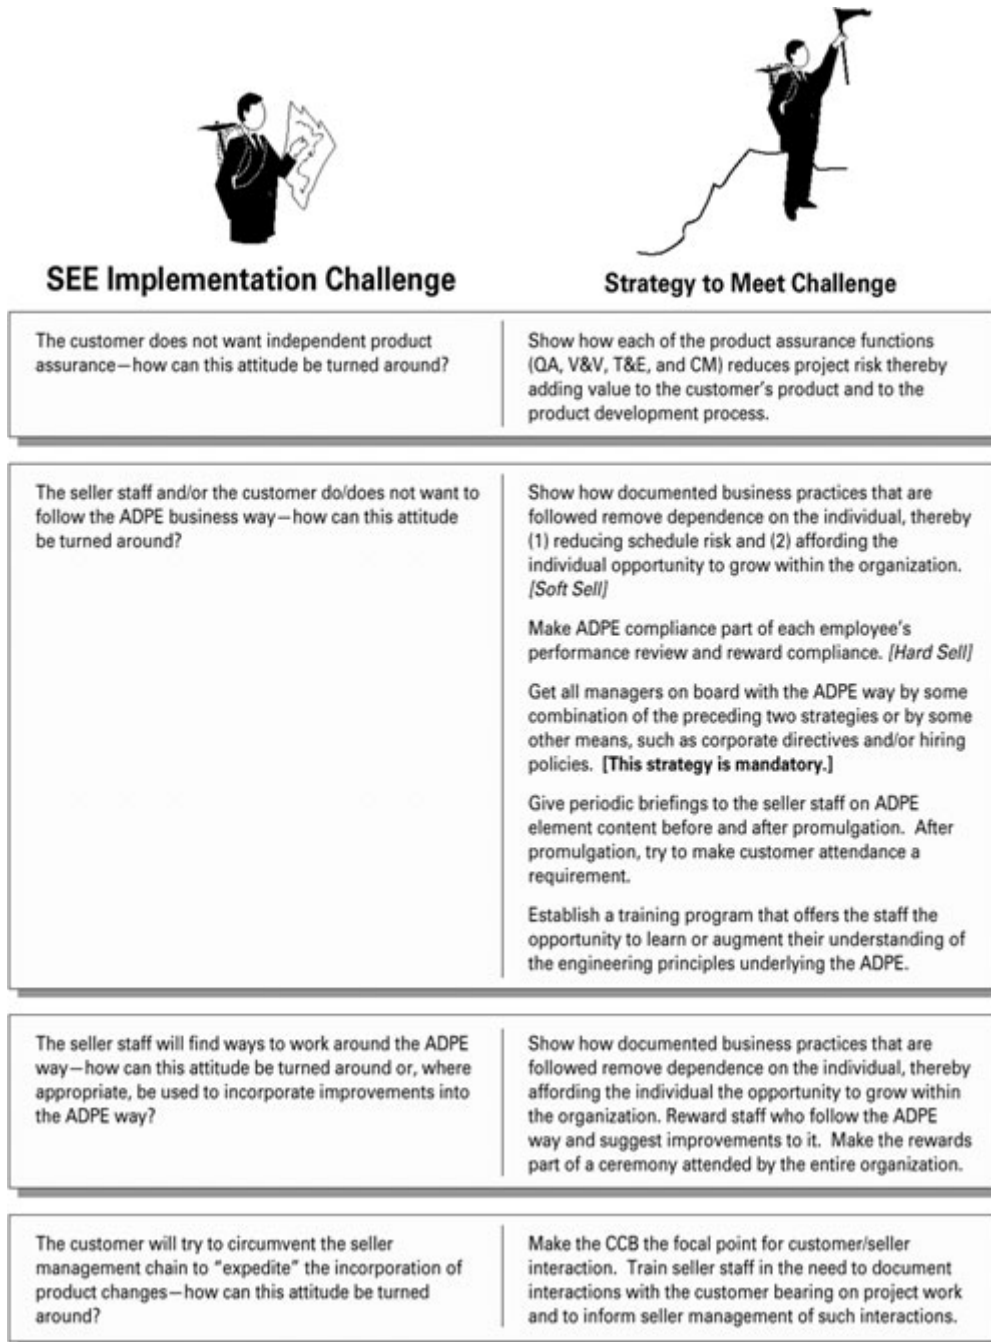 SEE Implementation Challenge
Strategy to Meet Challenge
The customer does not want independent product
assurance—how can this attitude be turned around?
Show how each of the product assurance functions
(QA, V&V, T&E, and CM) reduces project risk thereby
adding value to the customer's product and to the
product development process.
The seller staff and/or the customer do/does not want to
follow the ADPE business way—how can this attitude
be turned around?
Show how documented business practices that are
followed remove dependence on the individual, thereby
(1) reducing schedule risk and (2) affording the
individual opportunity to grow within the organization.
[Soft Sell]
Make ADPE compliance part of each employee's
performance review and reward compliance. [Hard Sell]
Get all managers on board with the ADPE way by some
combination of the preceding two strategies or by some
other means, such as corporate directives and/or hiring
policies. [This strategy is mandatory.]
Give periodic briefings to the seller staff on ADPE
element content before and after promulgation. After
promulgation, try to make customer attendance a
requirement.
Establish a training program that offers the staff the
opportunity to learn or augment their understanding of
the engineering principles underlying the ADPE.
The seller staff will find ways to work around the ADPE
way—how can this attitude be turned around or, where
appropriate, be used to incorporate improvements into
the ADPE way?
Show how documented business practices that are
followed remove dependence on the individual, thereby
affording the individual the opportunity to grow within
the organization. Reward staff who follow the ADPE
way and suggest improvements to it. Make the rewards
part of a ceremony attended by the entire organization.
The customer will try to circumvent the seller
management chain to "expedite" the incorporation of
product changes—how can this attitude be turned
around?
Make the CCB the focal point for customer/seller
interaction. Train seller staff in the need to document
interactions with the customer bearing on project work
and to inform seller management of such interactions.